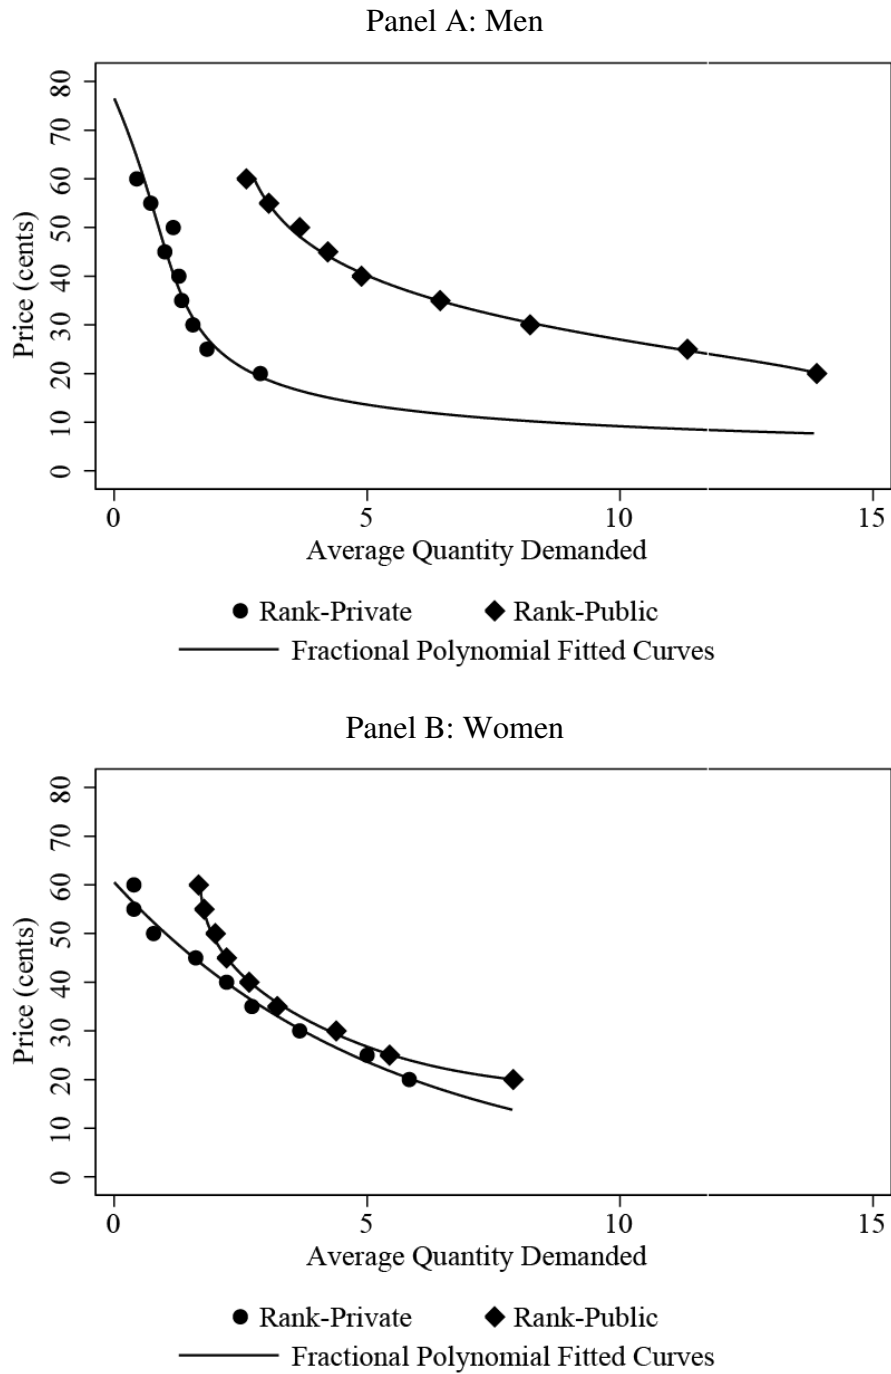 Panel A: Men
80
70
60
50
40
30
20
10
0
Price (cents)
0 5 10 15
Average Quantity Demanded
Rank-Private Rank-Public
Fractional Polynomial Fitted Curves
Panel B: Women
80
70
60
50
40
30
20
10
0
Price (cents)
0 5 10 15
Average Quantity Demanded
Rank-Private Rank-Public
Fractional Polynomial Fitted Curves